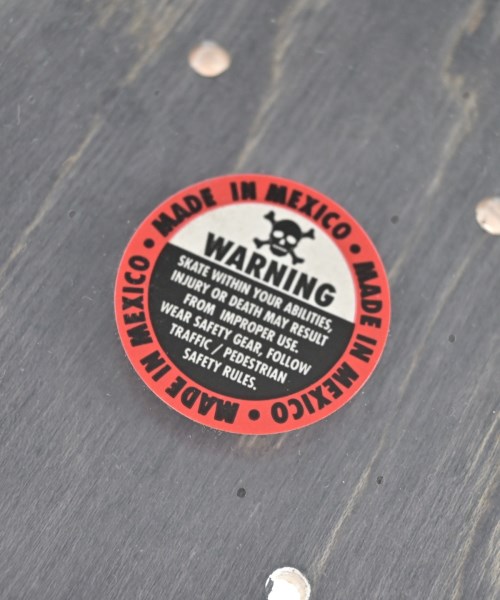 MADE IN MEXICO • MADE IN MEXICO • MADE IN MEXICO •
WARNING
SKATE WITHIN YOUR ABILITIES,
INJURY OR DEATH MAY RESULT
FROM IMPROPER USE.
WEAR SAFETY GEAR, FOLLOW
TRAFFIC / PEDESTRIAN
SAFETY RULES.